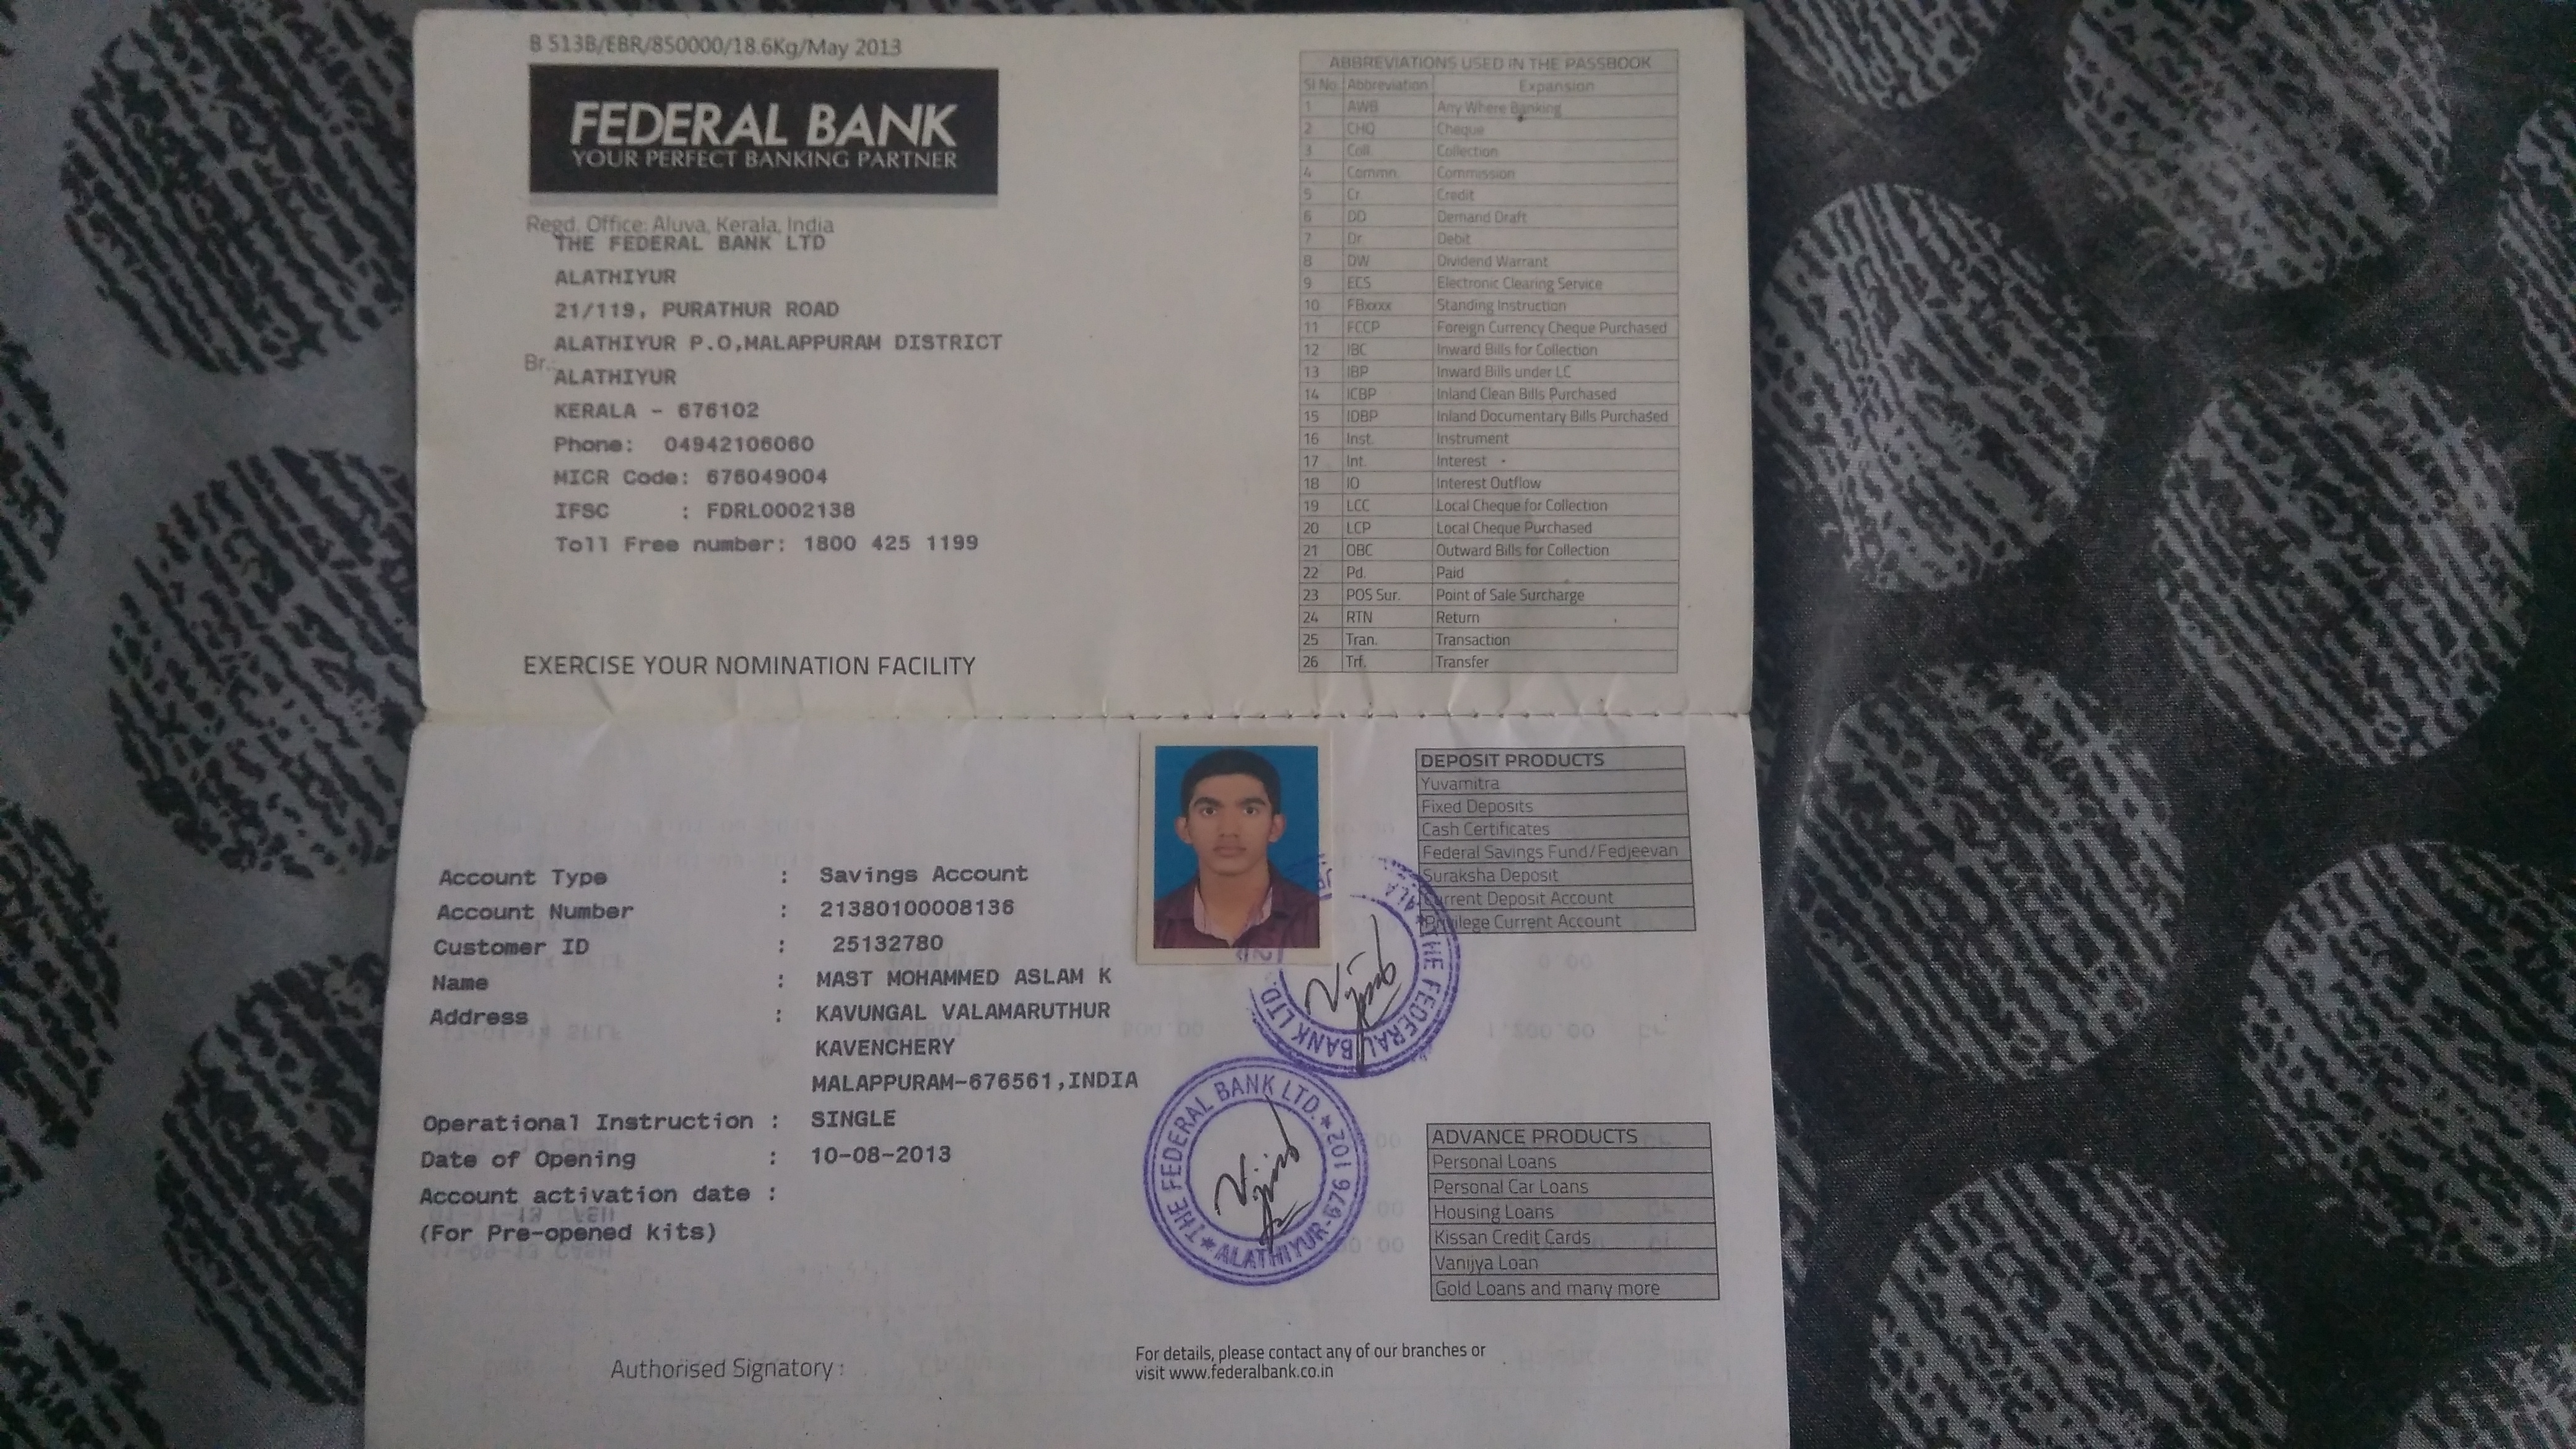 B 513B/EBR/850000/18.6Kg/May 2013
FEDERAL BANK
YOUR PERFECT BANKING PARTNER
Regd. Office: Aluva, Kerala, India
THE FEDERAL BANK LTD
ALATHIYUR
21/119, PURATHUR ROAD
ALATHIYUR P.O,MALAPPURAM DISTRICT
Br.:
ALATHIYUR
KERALA - 676102
Phone: 04942106060
MICR Code: 676049004
IFSC : FDRL0002138
Toll Free number: 1800 425 1199
EXERCISE YOUR NOMINATION FACILITY
ABBREVIATIONS USED IN THE PASSBOOK
Sl No. Abbreviation Expansion
1 AWB Any Where Banking
2 CHQ Cheque
3 Coll. Collection
4 Commn. Commission
5 Cr Credit
6 DD Demand Draft
7 Dr Debit
8 DW Dividend Warrant
9 ECS Electronic Clearing Service
10 FBxxxx Standing Instruction
11 FCCP Foreign Currency Cheque Purchased
12 IBC Inward Bills for Collection
13 IBP Inward Bills under LC
14 ICBP Inland Clean Bills Purchased
15 IDBP Inland Documentary Bills Purchased
16 Inst. Instrument
17 Int. Interest
18 IO Interest Outflow
19 LCC Local Cheque for Collection
20 LCP Local Cheque Purchased
21 OBC Outward Bills for Collection
22 Pd. Paid
23 POS Sur. Point of Sale Surcharge
24 RTN Return
25 Tran. Transaction
26 Trf. Transfer
Account Type : Savings Account
Account Number : 21380100008136
Customer ID : 25132780
Name : MAST MOHAMMED ASLAM K
Address : KAVUNGAL VALAMARUTHUR
KAVENCHERY
MALAPPURAM-676561,INDIA
Operational Instruction : SINGLE
Date of Opening : 10-08-2013
Account activation date :
(For Pre-opened kits)
Authorised Signatory :
DEPOSIT PRODUCTS
Yuvamitra
Fixed Deposits
Cash Certificates
Federal Savings Fund/Fedjeevan
Suraksha Deposit
Current Deposit Account
Privilege Current Account
THE FEDERAL BANK LTD.
THE FEDERAL BANK LTD. * ALATHIYUR-676 102 *
ADVANCE PRODUCTS
Personal Loans
Personal Car Loans
Housing Loans
Kissan Credit Cards
Vanijya Loan
Gold Loans and many more
For details, please contact any of our branches or
visit www.federalbank.co.in